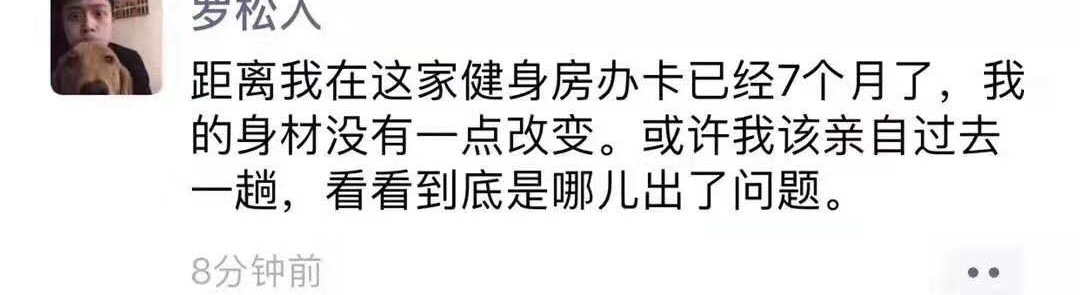 罗松人
距离我在这家健身房办卡已经7个月了，我
的身材没有一点改变。或许我该亲自过去
一趟，看看到底是哪儿出了问题。
8分钟前